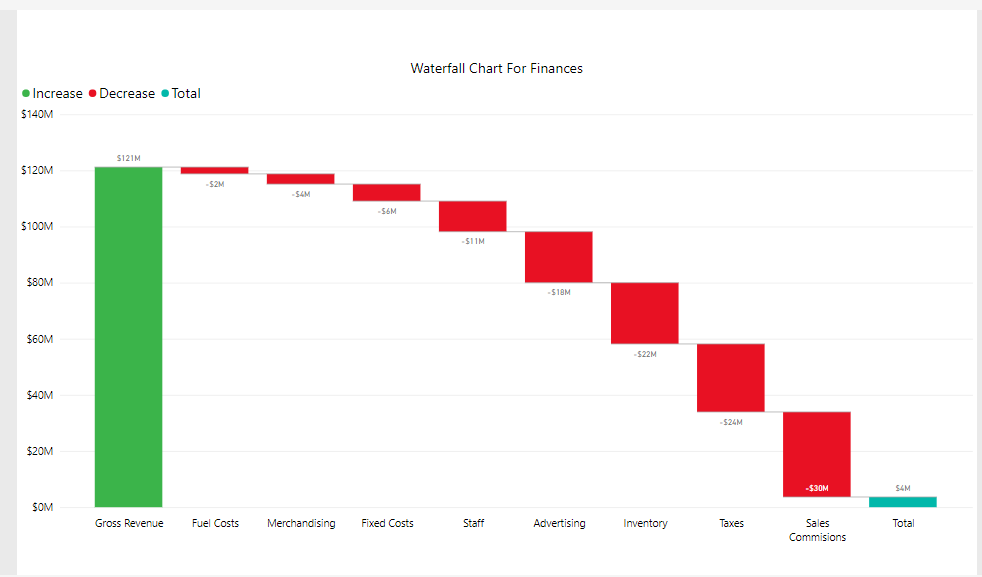 Waterfall Chart For Finances
Increase Decrease Total
$140M
$120M
$100M
$80M
$60M
$40M
$20M
$0M
$121M
-$2M
-$4M
-$6M
-$11M
-$18M
-$22M
-$24M
-$30M
$4M
Gross Revenue Fuel Costs Merchandising Fixed Costs Staff Advertising Inventory Taxes Sales Total
Commisions